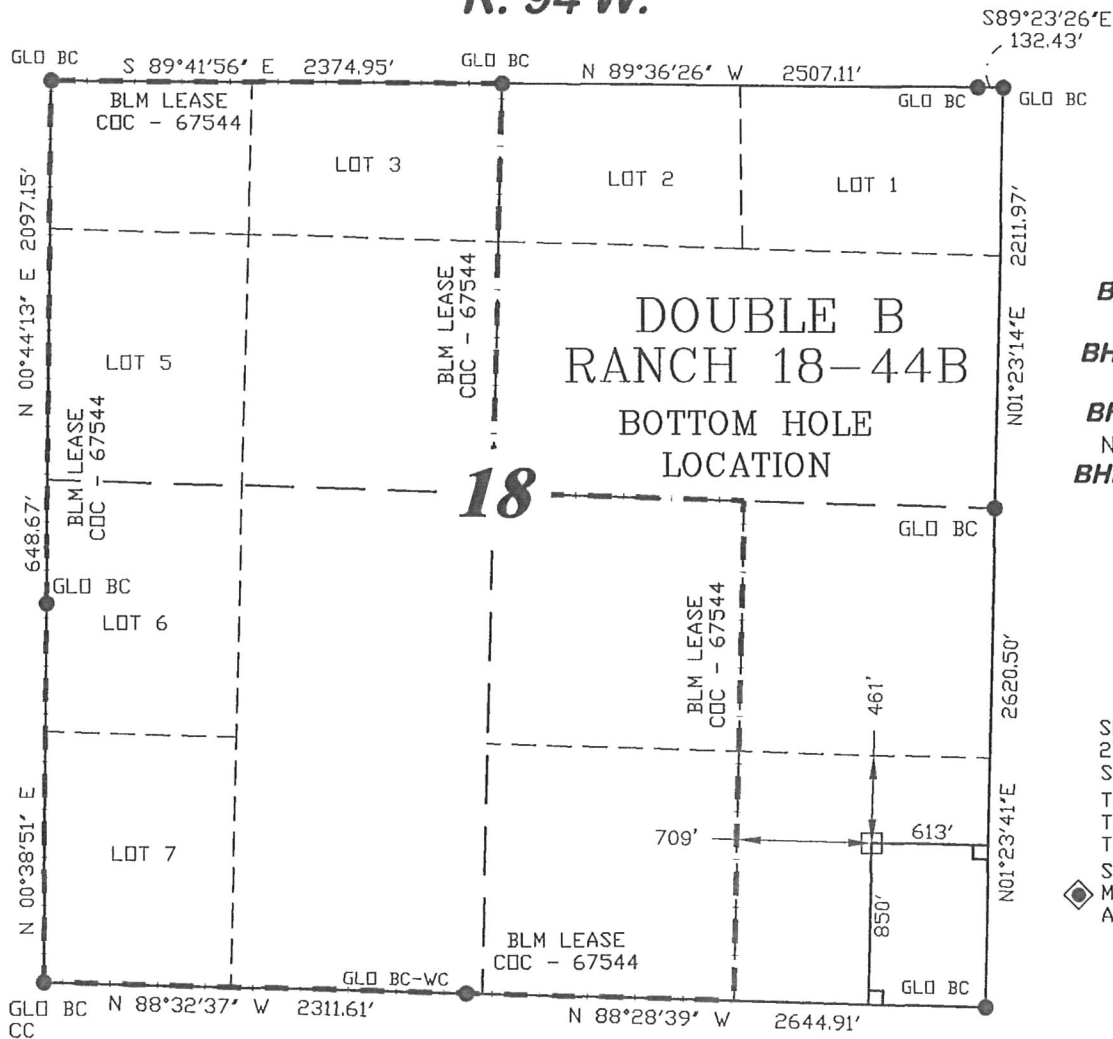 R. 94 W.
S89°23'26"E
132.43'
GLO BC
S 89°41'56" E 2374.95'
GLO BC
N 89°36'26" W 2507.11'
GLO BC
GLO BC
BLM LEASE
COC - 67544
LOT 3
LOT 2
LOT 1
N 00°44'13" E 2097.15'
2211.97'
N01°23'14"E
BLM LEASE
COC - 67544
DOUBLE B
RANCH 18-44B
BOTTOM HOLE
LOCATION
LOT 5
BLM LEASE
COC - 67544
18
GLO BC
648.67'
GLO BC
LOT 6
BLM LEASE
COC - 67544
461'
2620.50'
N 00°38'51" E
LOT 7
709'
613'
N01°23'41"E
850'
BLM LEASE
COC - 67544
GLO BC
CC
N 88°32'37" W 2311.61'
GLO BC-WC
N 88°28'39" W 2644.91'
GLO BC
B
BH
BH
N
BH
S
2
S
T
T
T
S
M
A